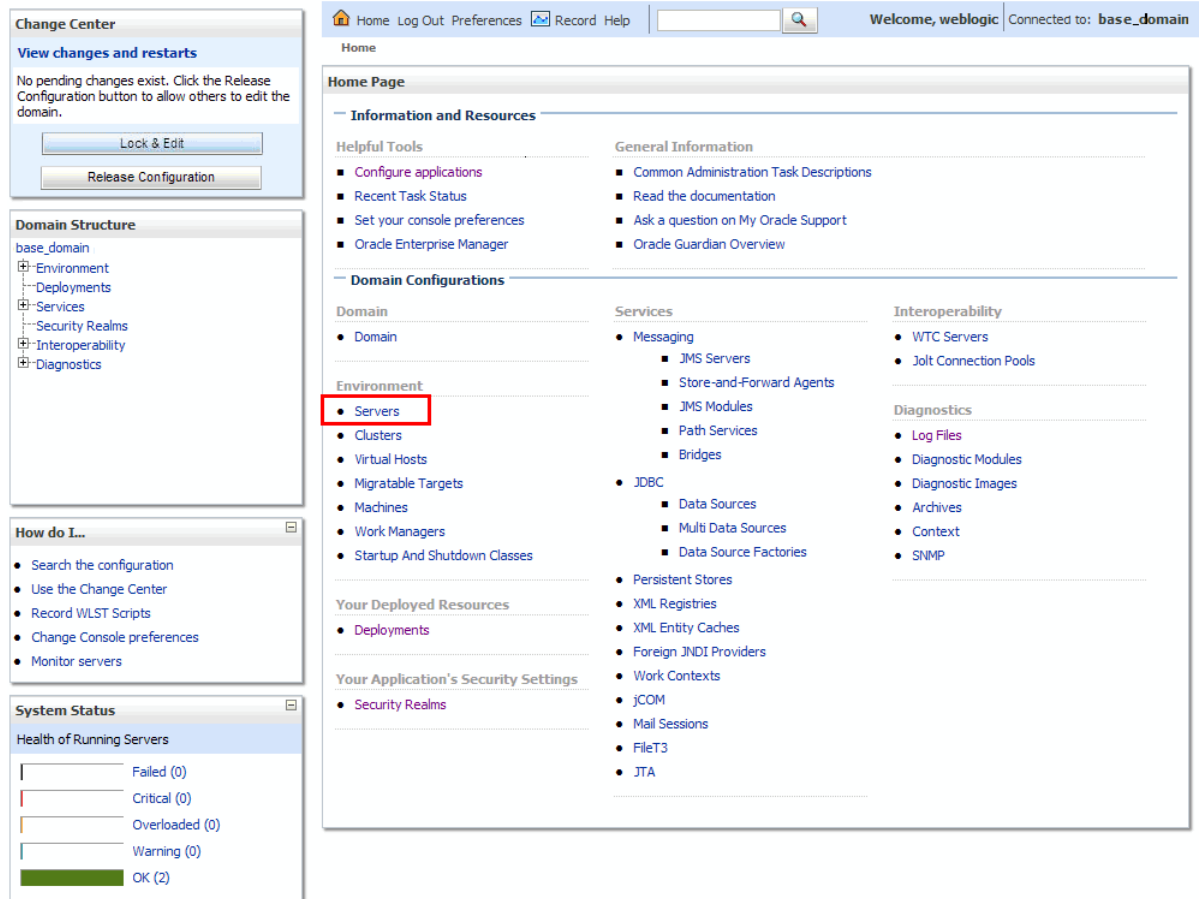 Change Center
View changes and restarts
No pending changes exist. Click the Release
Configuration button to allow others to edit the
domain.
Lock & Edit
Release Configuration
Domain Structure
base_domain
Environment
Deployments
Services
Security Realms
Interoperability
Diagnostics
How do I...
Search the configuration
Use the Change Center
Record WLST Scripts
Change Console preferences
Monitor servers
System Status
Health of Running Servers
Failed (0)
Critical (0)
Overloaded (0)
Warning (0)
OK (2)
Home Log Out Preferences Record Help
Welcome, weblogic Connected to: base_domain
Home
Home Page
Information and Resources
Helpful Tools
Configure applications
Recent Task Status
Set your console preferences
Oracle Enterprise Manager
General Information
Common Administration Task Descriptions
Read the documentation
Ask a question on My Oracle Support
Oracle Guardian Overview
Domain Configurations
Domain
Domain
Environment
Servers
Clusters
Virtual Hosts
Migratable Targets
Machines
Work Managers
Startup And Shutdown Classes
Your Deployed Resources
Deployments
Your Application's Security Settings
Security Realms
Services
Messaging
JMS Servers
Store-and-Forward Agents
JMS Modules
Path Services
Bridges
JDBC
Data Sources
Multi Data Sources
Data Source Factories
Persistent Stores
XML Registries
XML Entity Caches
Foreign JNDI Providers
Work Contexts
jCOM
Mail Sessions
FileT3
JTA
Interoperability
WTC Servers
Jolt Connection Pools
Diagnostics
Log Files
Diagnostic Modules
Diagnostic Images
Archives
Context
SNMP